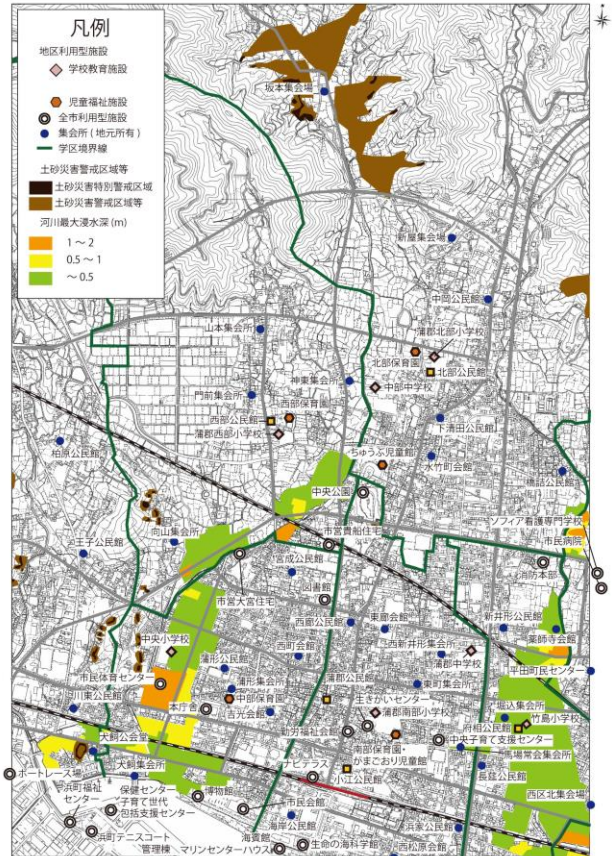 凡例
地区利用型施設
学校教育施設
児童福祉施設
全市利用型施設
集会所(地元所有)
学区境界線
土砂災害警戒区域等
土砂災害特別警戒区域
土砂災害警戒区域等
河川最大浸水深(m)
1～2
0.5～1
～0.5
坂本集会場
新屋集会場
中岡公民館
山本集会所
蒲郡北部小学校
北部保育園
北部公民館
神東集会所
中部中学校
門前集会所
西部保育園
西部公民館
蒲郡西部小学校
下清田公民館
柏原公民館
ちゅうぶ児童館
水竹町会館
橋詰公民館
中央公園
ソフィア看護専門学校
市民病院
市営貴船住宅
向山集会所
王子公民館
消防本部
宮成公民館
図書館
市営大宮住宅
西廊公民館
東廊会館
新井形公民館
薬師寺会館
中央小学校
西町会館
西新井形集会所
蒲形公民館
蒲郡中学校
平田町民センター
市民体育センター
蒲形集会所
蒲郡公民館
東町集会所
中部保育園
生きがいセンター
堀込集会所
本庁舎
吉元会館
蒲郡南部小学校
竹島小学校
府相公民館
犬飼公会堂
勤労福祉会館
南部保育園・
がまごおり児童館
中央子育て支援センター
馬場常会集会所
犬飼集会所
ナビテラス
小江公民館
長廷公民館
ボートレース場
浜町福祉
センター
保健センター
子育て世代
包括支援センター
博物館
西区北集会場
市民会館
海岸公民館
浜家公民館
浜町テニスコート
管理棟
海賓館
マリンセンターハウス
生命の海科学館
西松原会館